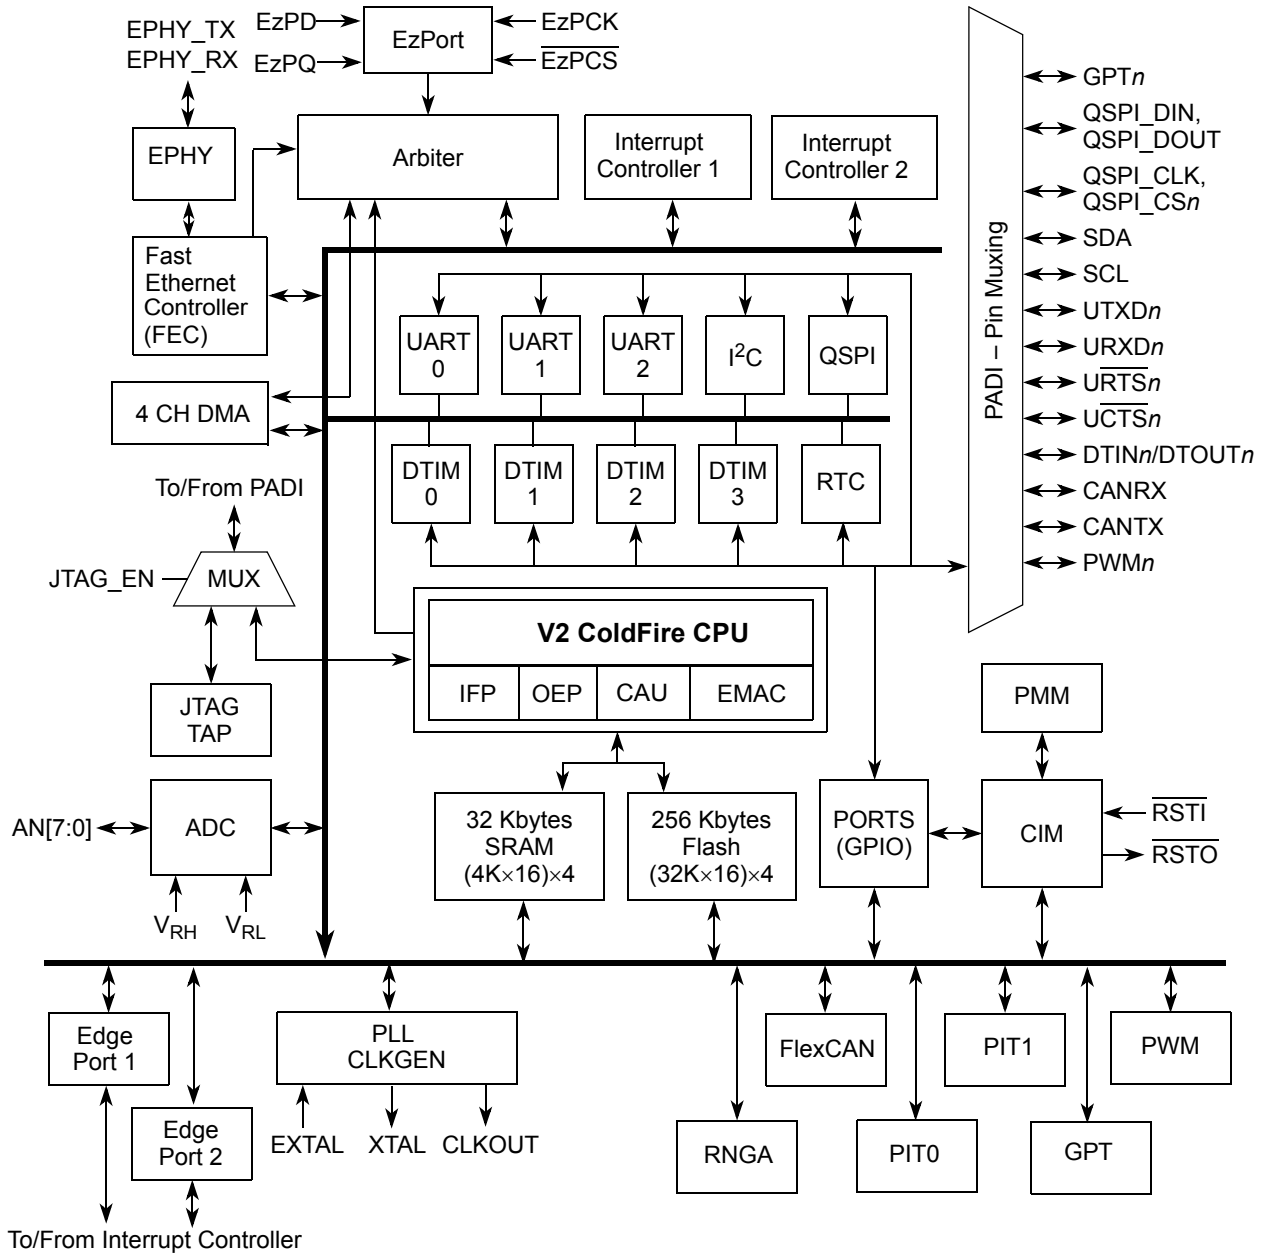 EPHY_TX
EPHY_RX
EzPD
EzPQ
EzPort
EzPCK
EzPCS
EPHY
Arbiter
Interrupt
Controller 1
Interrupt
Controller 2
Fast
Ethernet
Controller
(FEC)
4 CH DMA
UART
0
UART
1
UART
2
I²C
QSPI
DTIM
0
DTIM
1
DTIM
2
DTIM
3
RTC
PADI – Pin Muxing
GPTn
QSPI_DIN,
QSPI_DOUT
QSPI_CLK,
QSPI_CSn
SDA
SCL
UTXDn
URXDn
URTSn
UCTSn
DTINn/DTOUTn
CANRX
CANTX
PWMn
To/From PADI
JTAG_EN
MUX
JTAG
TAP
V2 ColdFire CPU
IFP
OEP
CAU
EMAC
PMM
AN[7:0]
ADC
VRH
VRL
32 Kbytes
SRAM
(4K×16)×4
256 Kbytes
Flash
(32K×16)×4
PORTS
(GPIO)
CIM
RSTI
RSTO
Edge
Port 1
Edge
Port 2
PLL
CLKGEN
EXTAL
XTAL
CLKOUT
RNGA
FlexCAN
PIT0
PIT1
GPT
PWM
To/From Interrupt Controller